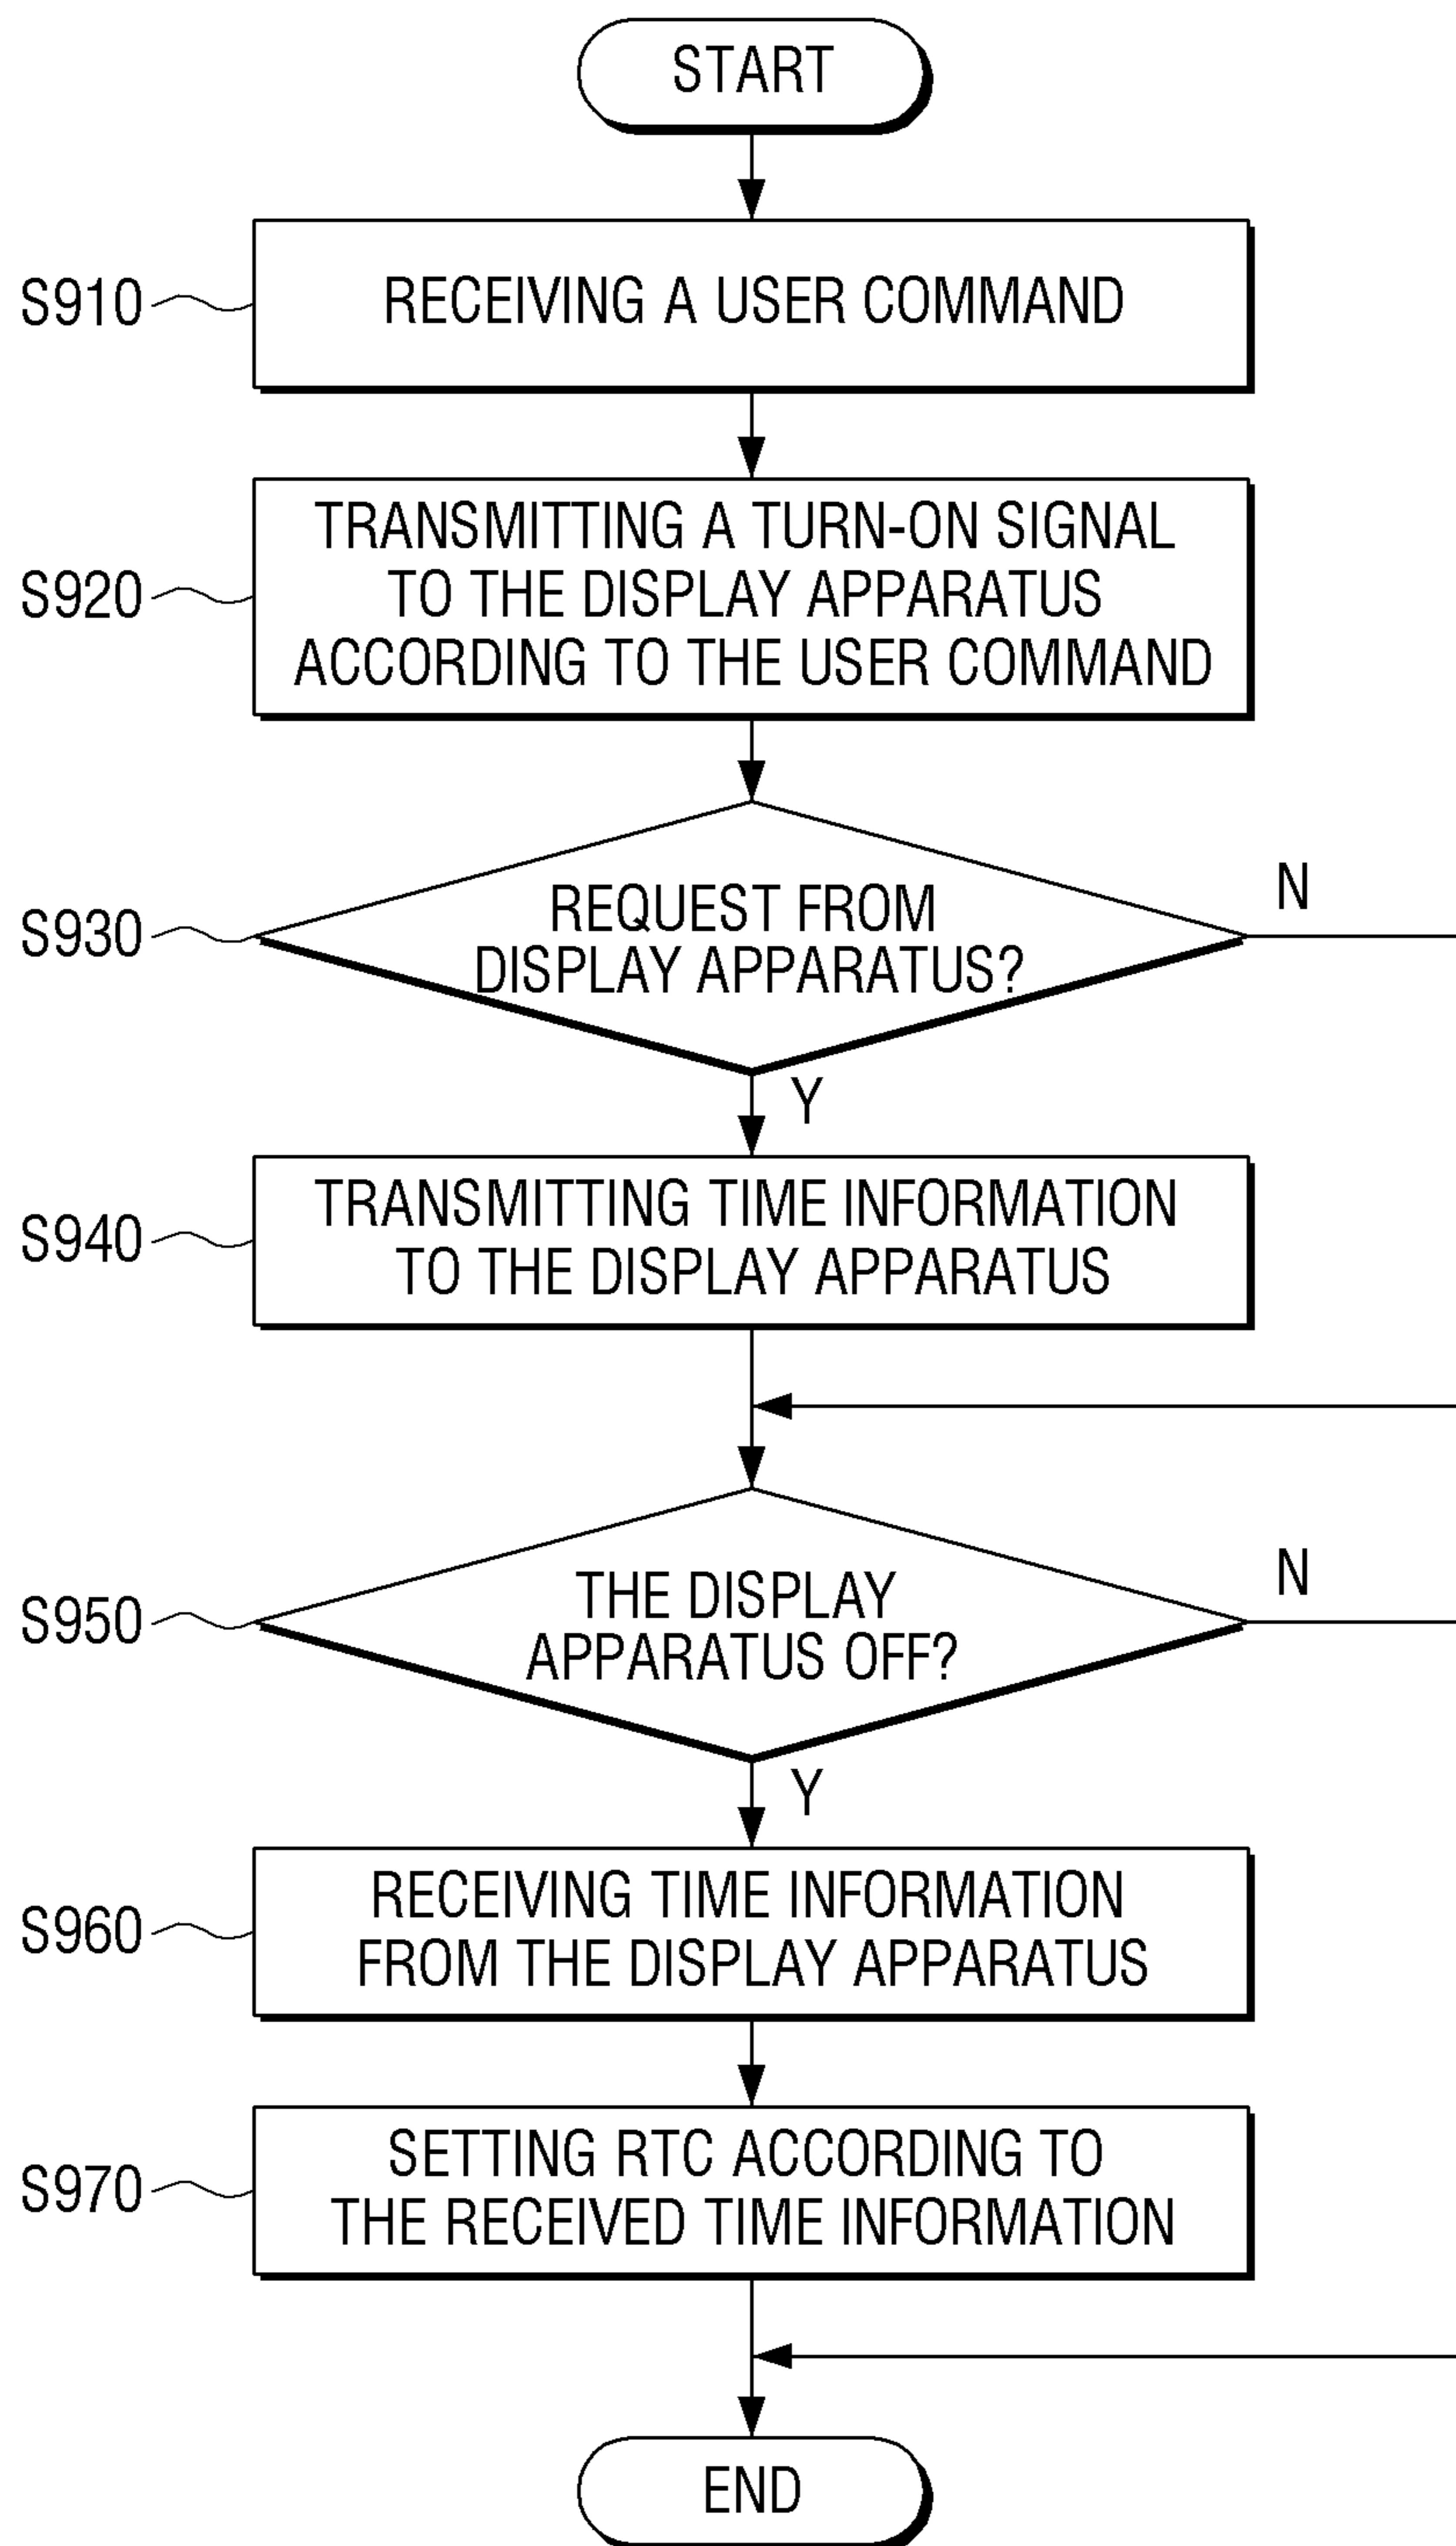 START
S910
RECEIVING A USER COMMAND
S920
TRANSMITTING A TURN-ON SIGNAL
TO THE DISPLAY APPARATUS
ACCORDING TO THE USER COMMAND
S930
REQUEST FROM
DISPLAY APPARATUS?
N
Y
S940
TRANSMITTING TIME INFORMATION
TO THE DISPLAY APPARATUS
S950
THE DISPLAY
APPARATUS OFF?
N
Y
S960
RECEIVING TIME INFORMATION
FROM THE DISPLAY APPARATUS
S970
SETTING RTC ACCORDING TO
THE RECEIVED TIME INFORMATION
END